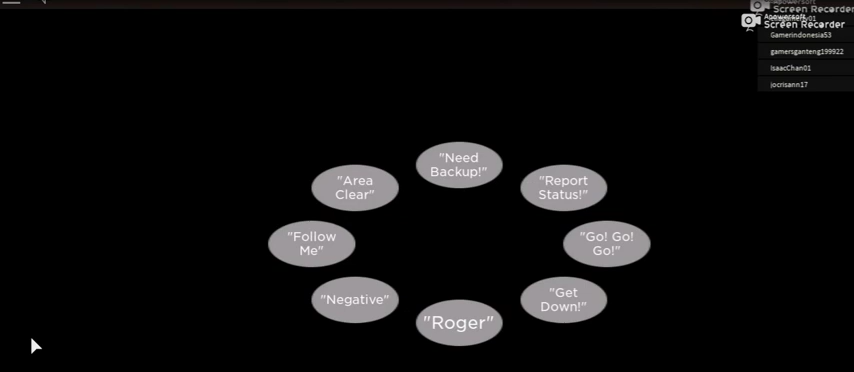 Screen Recorder
Screen Recorder
Gamerindonesia53
gamersganteng199922
IsaacChan01
jocrisann17
"Need
Backup!"
"Area
Clear"
"Report
Status!"
"Follow
Me"
"Go! Go!
Go!"
"Negative"
"Get
Down!"
"Roger"